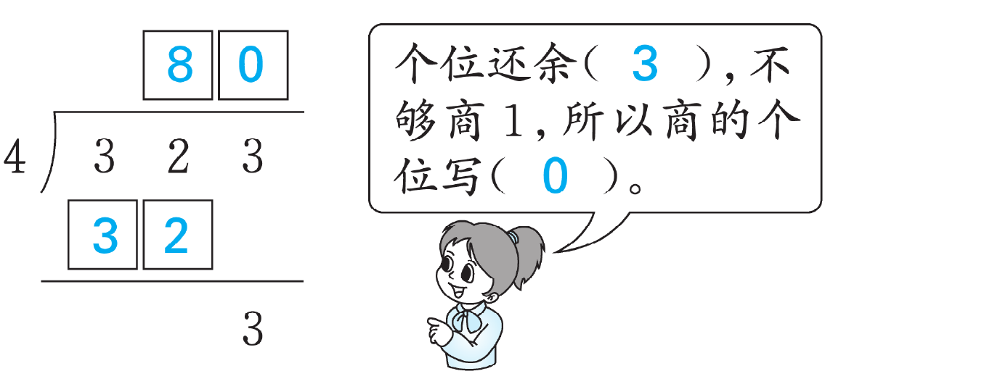 8 0
4 3 2 3
3 2
3
个位还余( 3 ),不
够商 1,所以商的个
位写( 0 )。